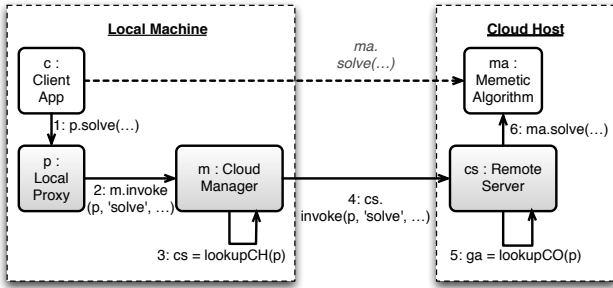 Local Machine
Cloud Host
c :
Client
App
ma.
solve(…)
ma :
Memetic
Algorithm
1: p.solve(…)
6: ma.solve(…)
p :
Local
Proxy
2: m.invoke
(p, 'solve', …)
m : Cloud
Manager
4: cs.
invoke(p, 'solve', …)
cs : Remote
Server
3: cs = lookupCH(p)
5: ga = lookupCO(p)